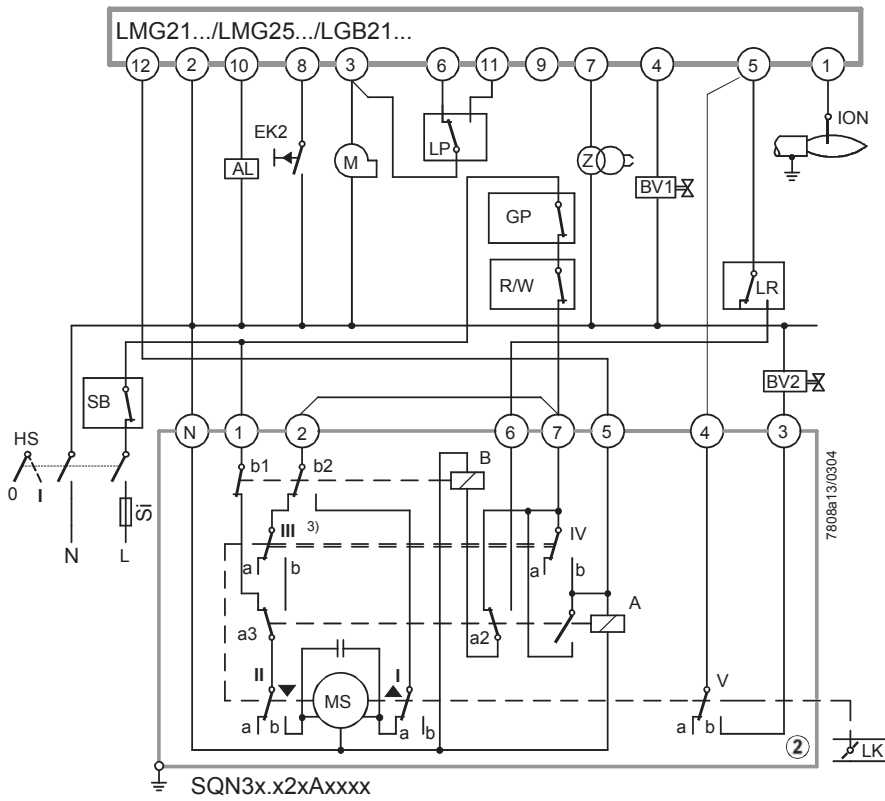 LMG21.../LMG25.../LGB21...
12 2 10 8 3 6 11 9 7 4 5 1
ION
EK2
AL
M
LP
Z
BV1
GP
R/W
LR
SB
BV2
HS
0 I
Si
N L
N 1 2 6 7 5 4 3
b1 b2 B
III 3) IV
a b a b
A
a3 a2
II I V
MS
a b a b a b
2
LK
7808a13/0304
SQN3x.x2xAxxxx